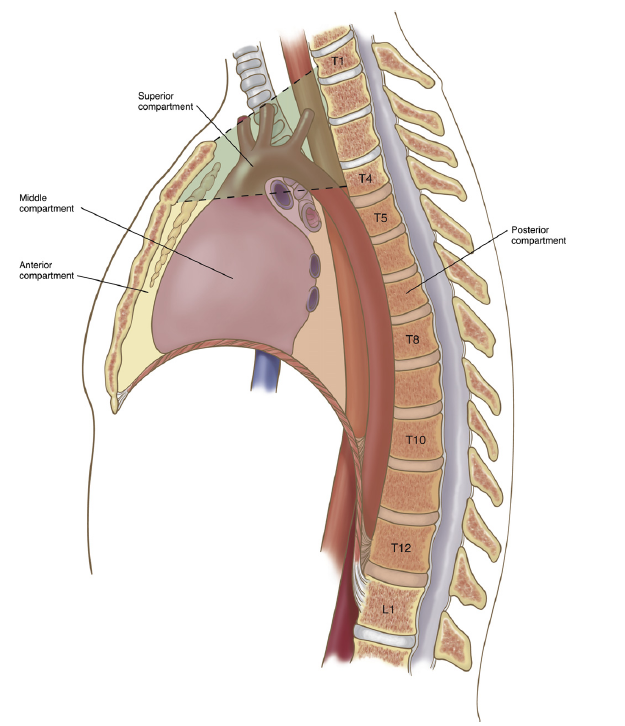 T1
Superior
compartment
T4
Middle
compartment
T5
Posterior
compartment
Anterior
compartment
T8
T10
T12
L1